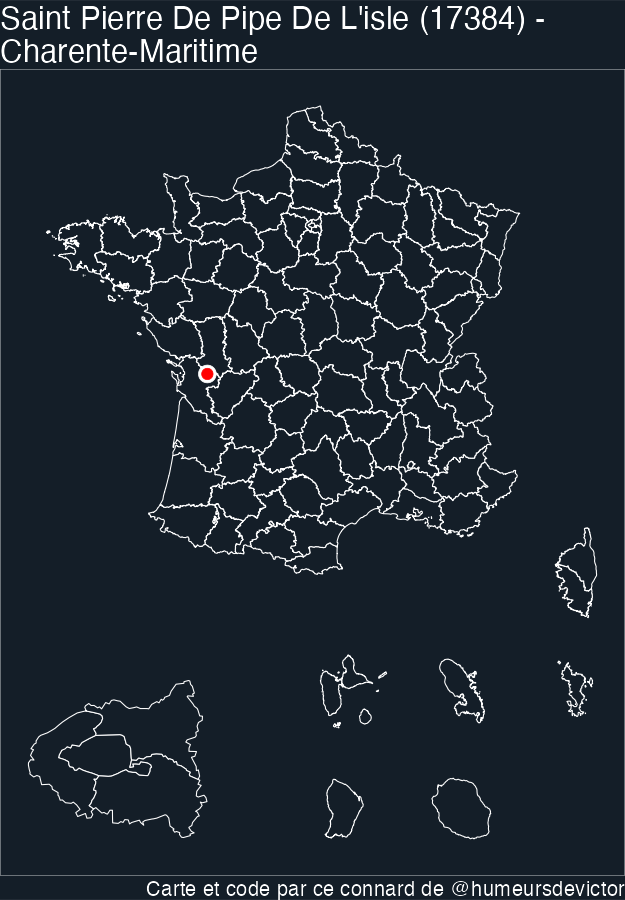 Saint Pierre De Pipe De L'isle (17384) -
Charente-Maritime
Carte et code par ce connard de @humeursdevictor